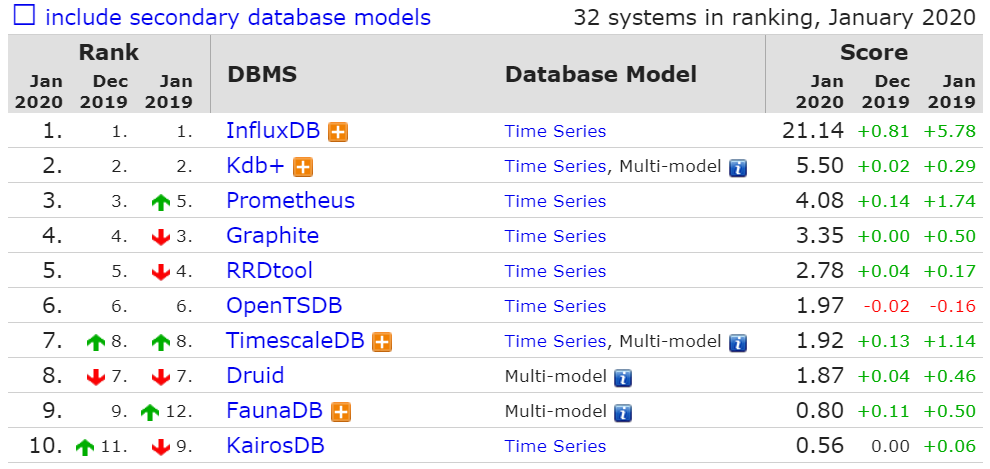 include secondary database models 32 systems in ranking, January 2020
Rank DBMS Database Model Score
Jan 2020 Dec 2019 Jan 2019 Jan 2020 Dec 2019 Jan 2019
1. 1. 1. InfluxDB Time Series 21.14 +0.81 +5.78
2. 2. 2. Kdb+ Time Series, Multi-model 5.50 +0.02 +0.29
3. 3. 5. Prometheus Time Series 4.08 +0.14 +1.74
4. 4. 3. Graphite Time Series 3.35 +0.00 +0.50
5. 5. 4. RRDtool Time Series 2.78 +0.04 +0.17
6. 6. 6. OpenTSDB Time Series 1.97 -0.02 -0.16
7. 8. 8. TimescaleDB Time Series, Multi-model 1.92 +0.13 +1.14
8. 7. 7. Druid Multi-model 1.87 +0.04 +0.46
9. 9. 12. FaunaDB Multi-model 0.80 +0.11 +0.50
10. 11. 9. KairosDB Time Series 0.56 0.00 +0.06